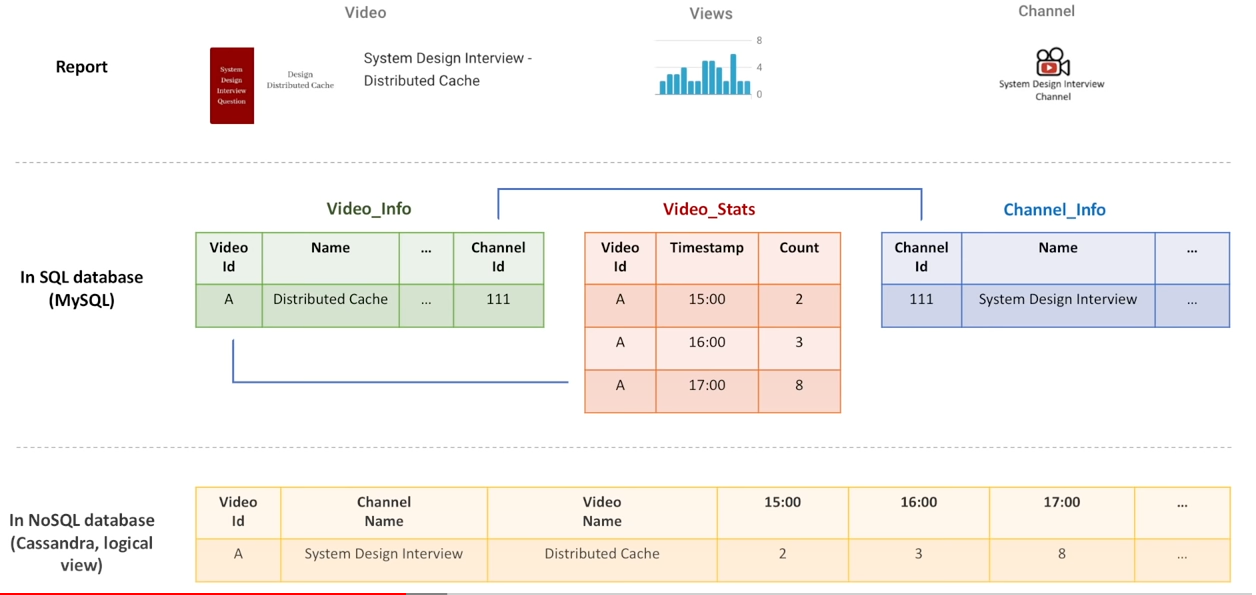 Video
Views
Channel
Report
System
Design
Interview
Question
Design
Distributed Cache
System Design Interview -
Distributed Cache
8
4
0
System Design Interview
Channel
In SQL database
(MySQL)
Video_Info
Video Id Name ... Channel Id
A Distributed Cache ... 111
Video_Stats
Video Id Timestamp Count
A 15:00 2
A 16:00 3
A 17:00 8
Channel_Info
Channel Id Name ...
111 System Design Interview ...
In NoSQL database
(Cassandra, logical
view)
Video Id Channel Name Video Name 15:00 16:00 17:00 ...
A System Design Interview Distributed Cache 2 3 8 ...